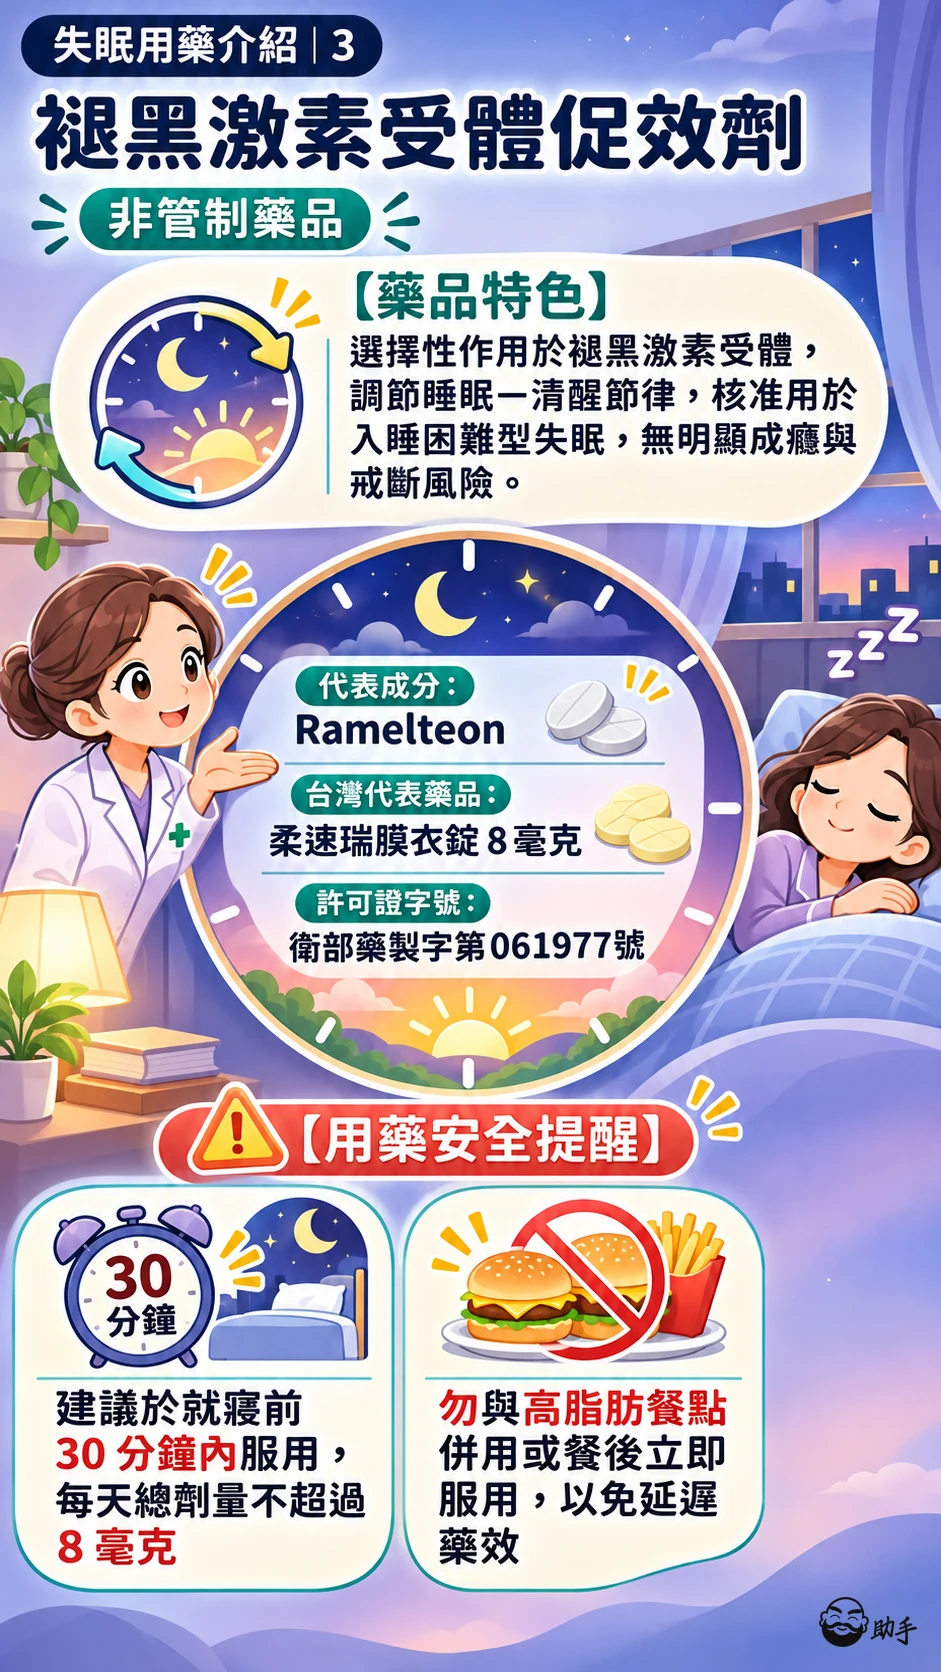 失眠用藥介紹｜3
褪黑激素受體促效劑
非管制藥品
【藥品特色】
選擇性作用於褪黑激素受體，
調節睡眠－清醒節律，核准用於
入睡困難型失眠，無明顯成癮與
戒斷風險。
代表成分：
Ramelteon
台灣代表藥品：
柔速瑞膜衣錠8毫克
許可證字號：
衛部藥製字第061977號
zzz
【用藥安全提醒】
30
分鐘
建議於就寢前
30 分鐘內服用，
每天總劑量不超過
8 毫克
勿與高脂肪餐點
併用或餐後立即
服用，以免延遲
藥效
助手